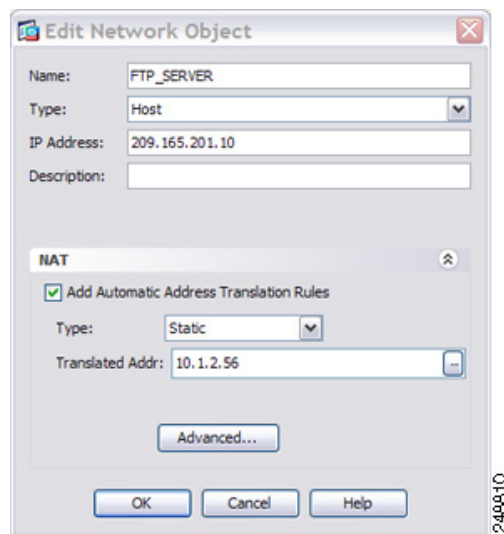 Edit Network Object
Name: FTP_SERVER
Type: Host
IP Address: 209.165.201.10
Description:
NAT
Add Automatic Address Translation Rules
Type: Static
Translated Addr: 10.1.2.56 ...
Advanced...
OK Cancel Help
248810